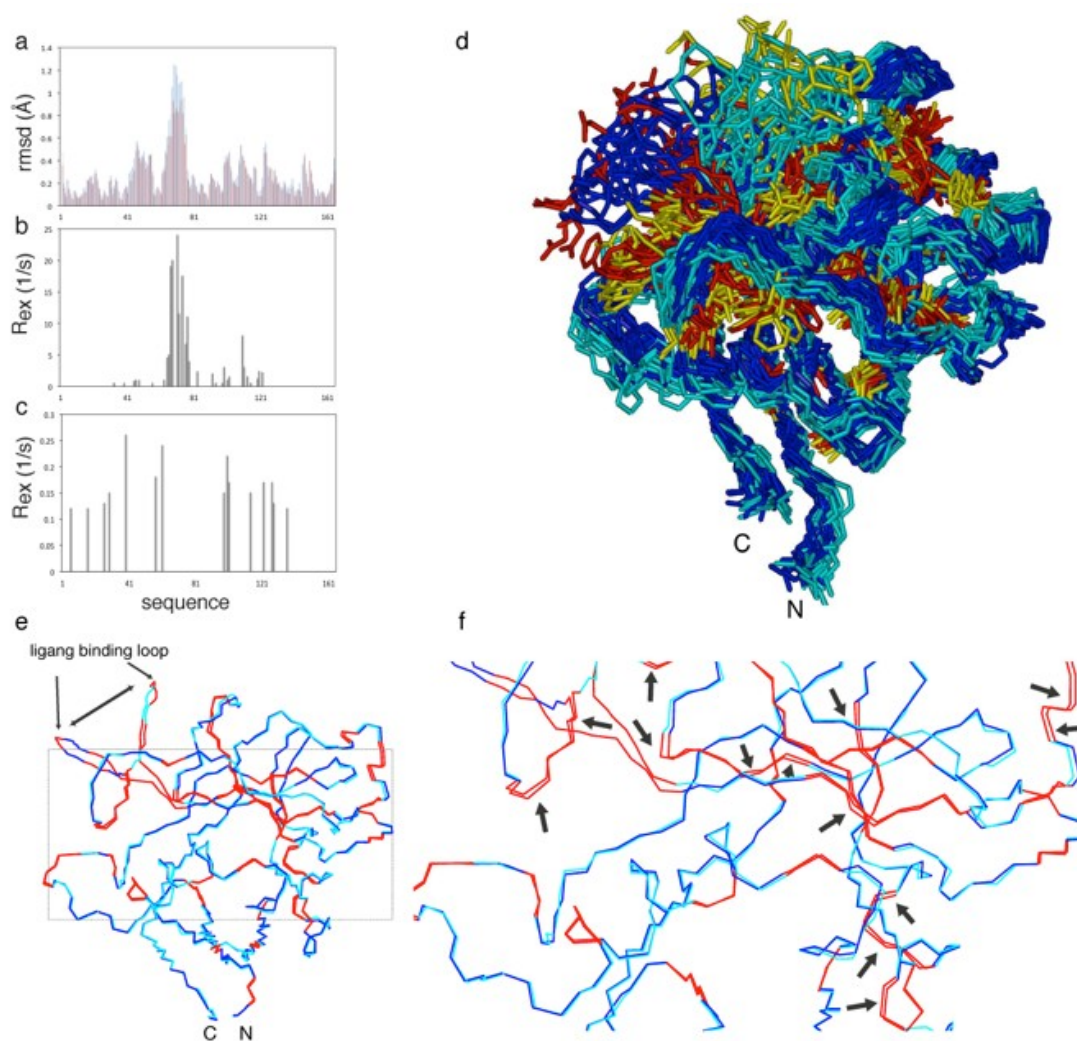 a
rmsd (Å)
1.4
1.2
1
0.8
0.6
0.4
0.2
0
1 41 81 121 161
b
Rex (1/s)
25
20
15
10
5
0
1 41 81 121 161
c
Rex (1/s)
0.3
0.25
0.2
0.15
0.1
0.05
0
1 41 81 121 161
sequence
d
C
N
e
ligang binding loop
C N
f